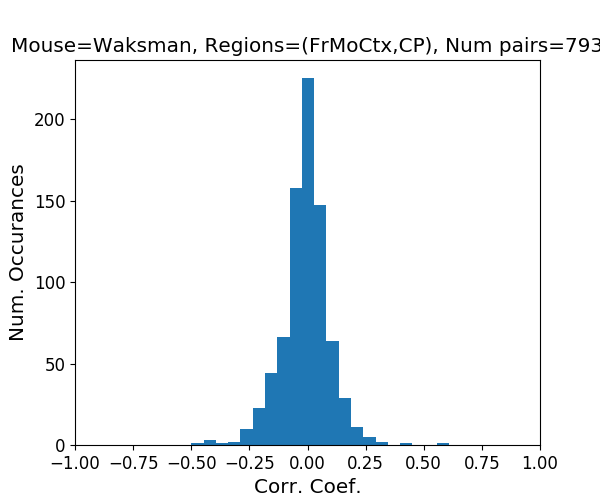 Mouse=Waksman, Regions=(FrMoCtx,CP), Num pairs=793
Num. Occurances
200
150
100
50
0
−1.00 −0.75 −0.50 −0.25 0.00 0.25 0.50 0.75 1.00
Corr. Coef.